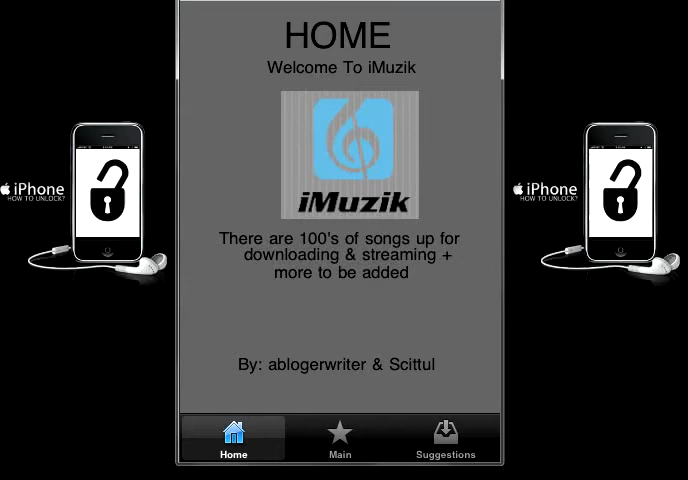 HOME
Welcome To iMuzik
iMuzik
There are 100's of songs up for
downloading & streaming +
more to be added
By: ablogerwriter & Scittul
Home
Main
Suggestions
iPhone
HOW TO UNLOCK?
iPhone
HOW TO UNLOCK?